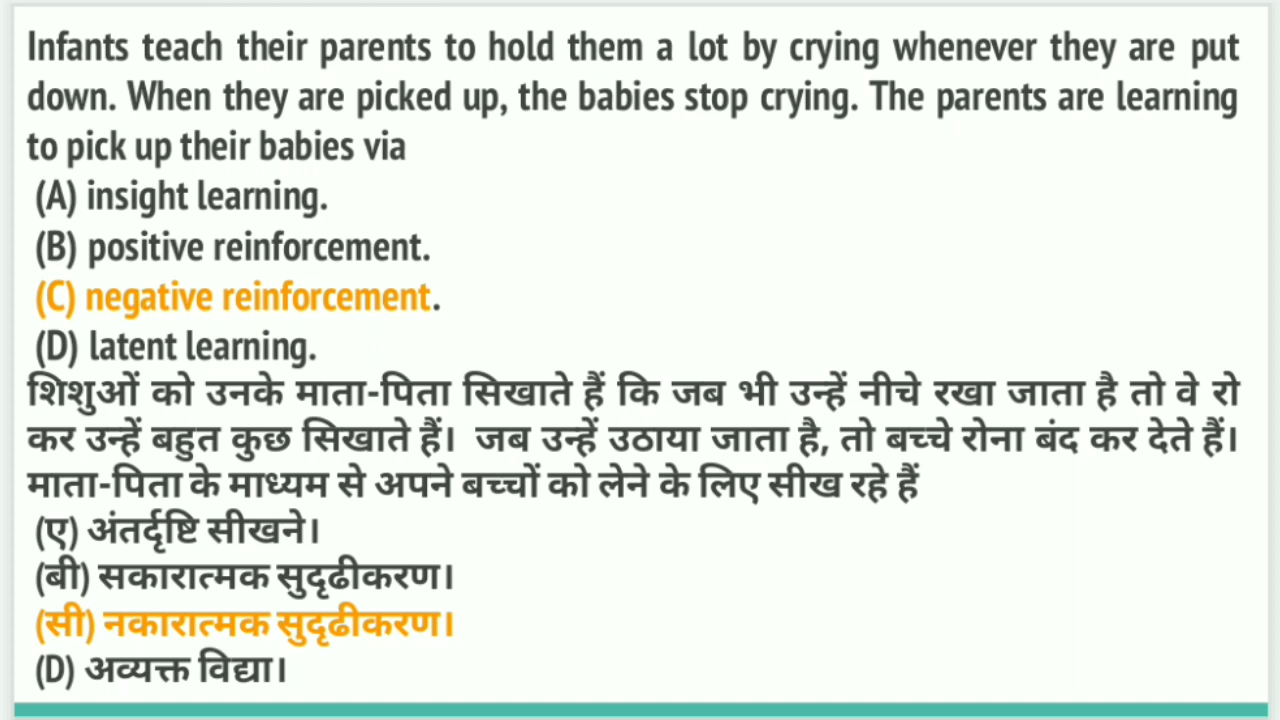 Infants teach their parents to hold them a lot by crying whenever they are put
down. When they are picked up, the babies stop crying. The parents are learning
to pick up their babies via
(A) insight learning.
(B) positive reinforcement.
(C) negative reinforcement.
(D) latent learning.
शिशुओं को उनके माता-पिता सिखाते हैं कि जब भी उन्हें नीचे रखा जाता है तो वे रो
कर उन्हें बहुत कुछ सिखाते हैं। जब उन्हें उठाया जाता है, तो बच्चे रोना बंद कर देते हैं।
माता-पिता के माध्यम से अपने बच्चों को लेने के लिए सीख रहे हैं
(ए) अंतर्दृष्टि सीखने।
(बी) सकारात्मक सुदृढीकरण।
(सी) नकारात्मक सुदृढीकरण।
(D) अव्यक्त विद्या।